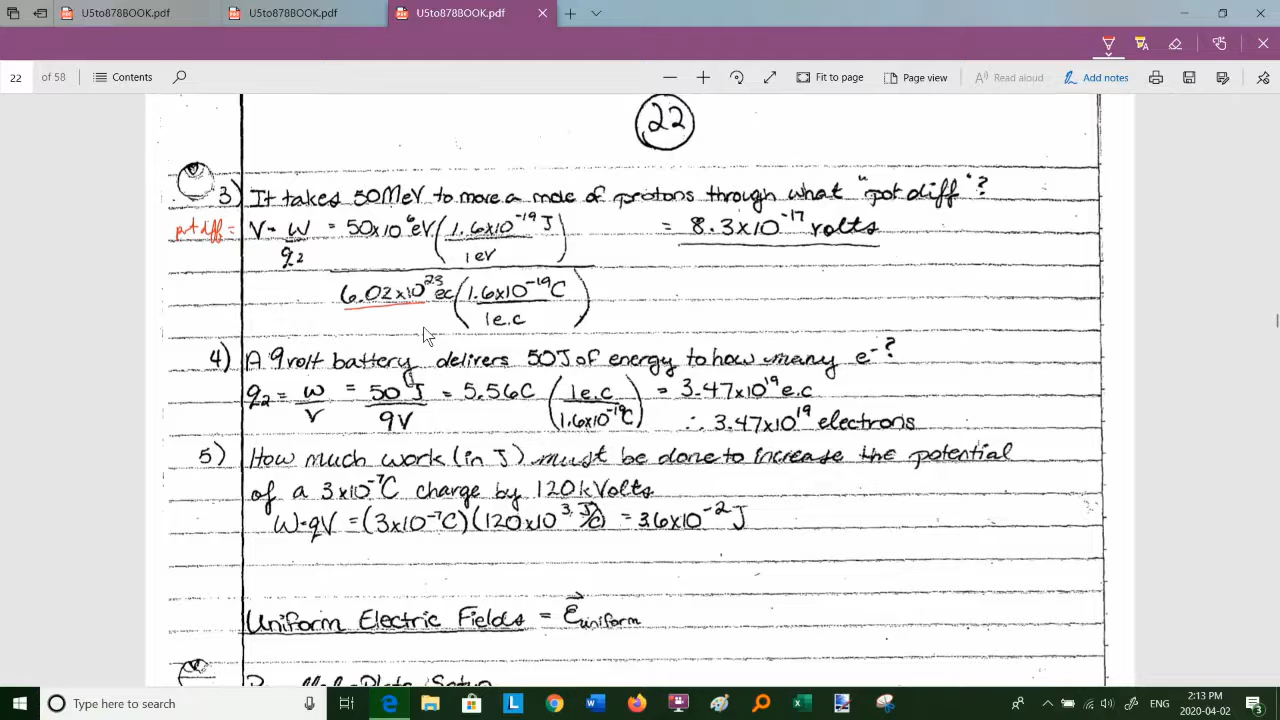 U5to878BOOK.pdf U5to878BOOK.pdf U5to878BOOK.pdf
22 of 58 Contents Fit to page Page view Read aloud Add notes
22
3) It takes 50MeV to move a mole of protons through what "pot diff"?
pot diff = V = W = 50x10⁶eV (1.6x10⁻¹⁹J) = 8.3x10⁻¹⁷ volts
q₂ 1eV
6.02x10²³ec (1.6x10⁻¹⁹C)
1e.c
4) A 9volt battery delivers 50J of energy to how many e⁻?
q₂ = W = 50J = 5.56C (1e.c) = 3.47x10¹⁹e.c
V 9V 1.6x10⁻¹⁹C ∴ 3.47x10¹⁹ electrons
5) How much work (in J) must be done to increase the potential
of a 3x10⁻⁷C charge by 120kVolts
W=qV = (3x10⁻⁷C)(120x10³ J/C) = 3.6x10⁻² J
Uniform Electric Fields = ε⃗uniform
Type here to search
ENG 2:13 PM
2020-04-02